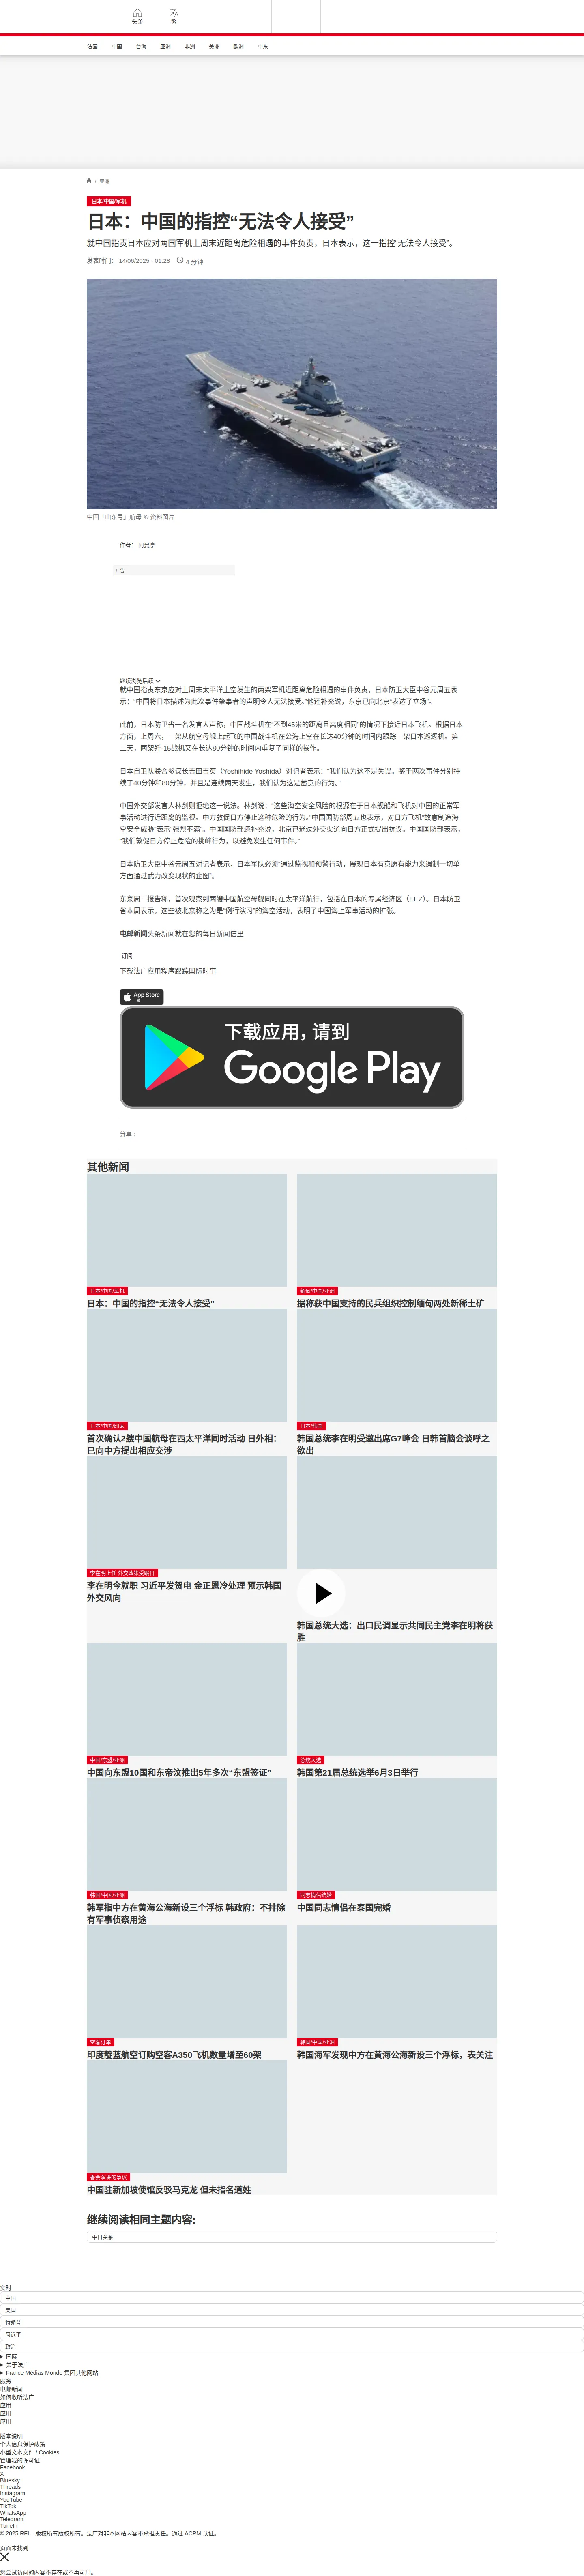 头条
繁
法国 中国 台海 亚洲 非洲 美洲 欧洲 中东
/ 亚洲
日本/中国/军机
日本：中国的指控“无法令人接受”
就中国指责日本应对两国军机上周末近距离危险相遇的事件负责，日本表示，这一指控“无法令人接受”。
发表时间： 14/06/2025 - 01:28 4 分钟
中国「山东号」航母 © 资料图片
作者： 阿曼亭
广告
继续浏览后续
就中国指责东京应对上周末太平洋上空发生的两架军机近距离危险相遇的事件负责，日本防卫大臣中谷元周五表
示：“中国将日本描述为此次事件肇事者的声明令人无法接受。”他还补充说，东京已向北京“表达了立场”。
此前，日本防卫省一名发言人声称，中国战斗机在“不到45米的距离且高度相同”的情况下接近日本飞机。根据日本
方面，上周六，一架从航空母舰上起飞的中国战斗机在公海上空在长达40分钟的时间内跟踪一架日本巡逻机。第
二天，两架歼-15战机又在长达80分钟的时间内重复了同样的操作。
日本自卫队联合参谋长吉田吉英（Yoshihide Yoshida）对记者表示：“我们认为这不是失误。鉴于两次事件分别持
续了40分钟和80分钟，并且是连续两天发生，我们认为这是蓄意的行为。”
中国外交部发言人林剑则拒绝这一说法。林剑说：“这些海空安全风险的根源在于日本舰船和飞机对中国的正常军
事活动进行近距离的监视。中方敦促日方停止这种危险的行为。”中国国防部周五也表示，对日方飞机“故意制造海
空安全威胁”表示“强烈不满”。中国国防部还补充说，北京已通过外交渠道向日方正式提出抗议。中国国防部表示，
“我们敦促日方停止危险的挑衅行为，以避免发生任何事件。”
日本防卫大臣中谷元周五对记者表示，日本军队必须“通过监视和预警行动，展现日本有意愿有能力来遏制一切单
方面通过武力改变现状的企图”。
东京周二报告称，首次观察到两艘中国航空母舰同时在太平洋航行，包括在日本的专属经济区（EEZ）。日本防卫
省本周表示，这些被北京称之为是“例行演习”的海空活动，表明了中国海上军事活动的扩张。
电邮新闻头条新闻就在您的每日新闻信里
订阅
下载法广应用程序跟踪国际时事
App Store
下载
下载应用，请到
Google Play
分享 :
其他新闻
日本/中国/军机
日本：中国的指控“无法令人接受”
缅甸/中国/亚洲
据称获中国支持的民兵组织控制缅甸两处新稀土矿
日本/中国/印太
首次确认2艘中国航母在西太平洋同时活动 日外相：
已向中方提出相应交涉
日本/韩国
韩国总统李在明受邀出席G7峰会 日韩首脑会谈呼之
欲出
李在明上任 外交政策受瞩目
李在明今就职 习近平发贺电 金正恩冷处理 预示韩国
外交风向
韩国总统大选：出口民调显示共同民主党李在明将获
胜
中国/东盟/亚洲
中国向东盟10国和东帝汶推出5年多次“东盟签证”
总统大选
韩国第21届总统选举6月3日举行
韩国/中国/亚洲
韩军指中方在黄海公海新设三个浮标 韩政府：不排除
有军事侦察用途
同志情侣结婚
中国同志情侣在泰国完婚
空客订单
印度靛蓝航空订购空客A350飞机数量增至60架
韩国/中国/亚洲
韩国海军发现中方在黄海公海新设三个浮标，表关注
香会演讲的争议
中国驻新加坡使馆反驳马克龙 但未指名道姓
继续阅读相同主题内容:
中日关系
实时
中国
美国
特朗普
习近平
政治
国际
关于法广
France Médias Monde 集团其他网站
服务
电邮新闻
如何收听法广
应用
应用
应用
版本说明
个人信息保护政策
小型文本文件 / Cookies
管理我的许可证
Facebook
X
Bluesky
Threads
Instagram
YouTube
TikTok
WhatsApp
Telegram
TuneIn
© 2025 RFI – 版权所有版权所有。法广对非本网站内容不承担责任。通过 ACPM 认证。
页面未找到
您尝试访问的内容不存在或不再可用。